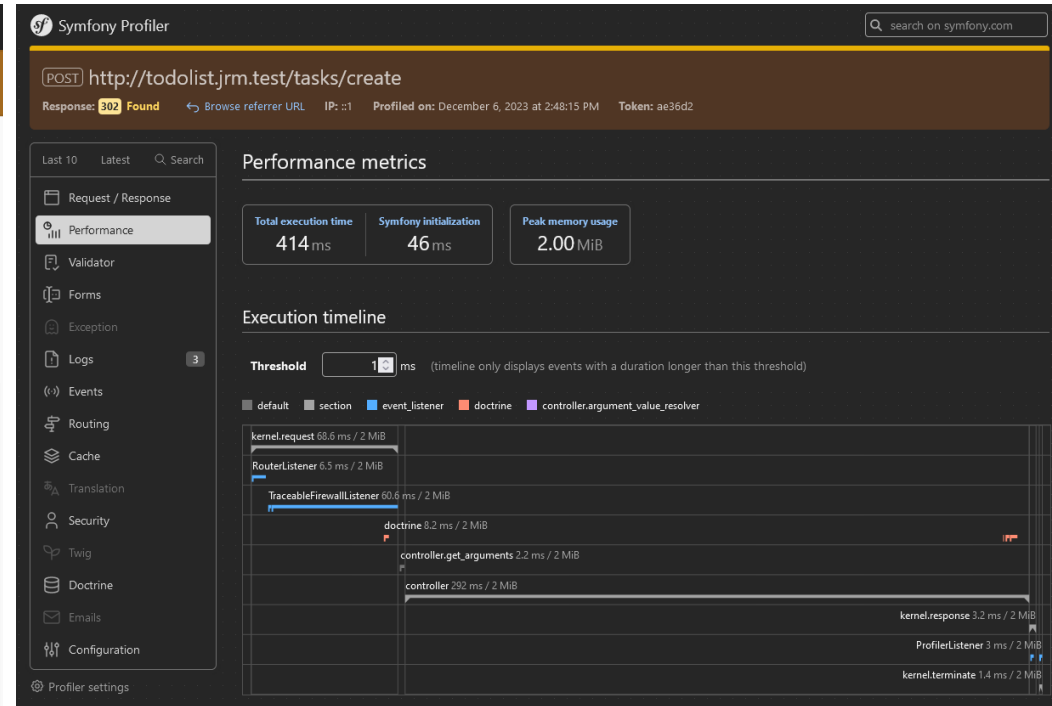 sf Symfony Profiler
search on symfony.com
POST http://todolist.jrm.test/tasks/create
Response: 302 Found Browse referrer URL IP: ::1 Profiled on: December 6, 2023 at 2:48:15 PM Token: ae36d2
Last 10 Latest Search
Request / Response
Performance
Validator
Forms
Exception
Logs 3
Events
Routing
Cache
Translation
Security
Twig
Doctrine
Emails
Configuration
Profiler settings
Performance metrics
Total execution time Symfony initialization Peak memory usage
414 ms 46 ms 2.00 MiB
Execution timeline
Threshold 1 ms (timeline only displays events with a duration longer than this threshold)
default section event_listener doctrine controller.argument_value_resolver
kernel.request 68.6 ms / 2 MiB
RouterListener 6.5 ms / 2 MiB
TraceableFirewallListener 60.6 ms / 2 MiB
doctrine 8.2 ms / 2 MiB
controller.get_arguments 2.2 ms / 2 MiB
controller 292 ms / 2 MiB
kernel.response 3.2 ms / 2 MiB
ProfilerListener 3 ms / 2 MiB
kernel.terminate 1.4 ms / 2 MiB